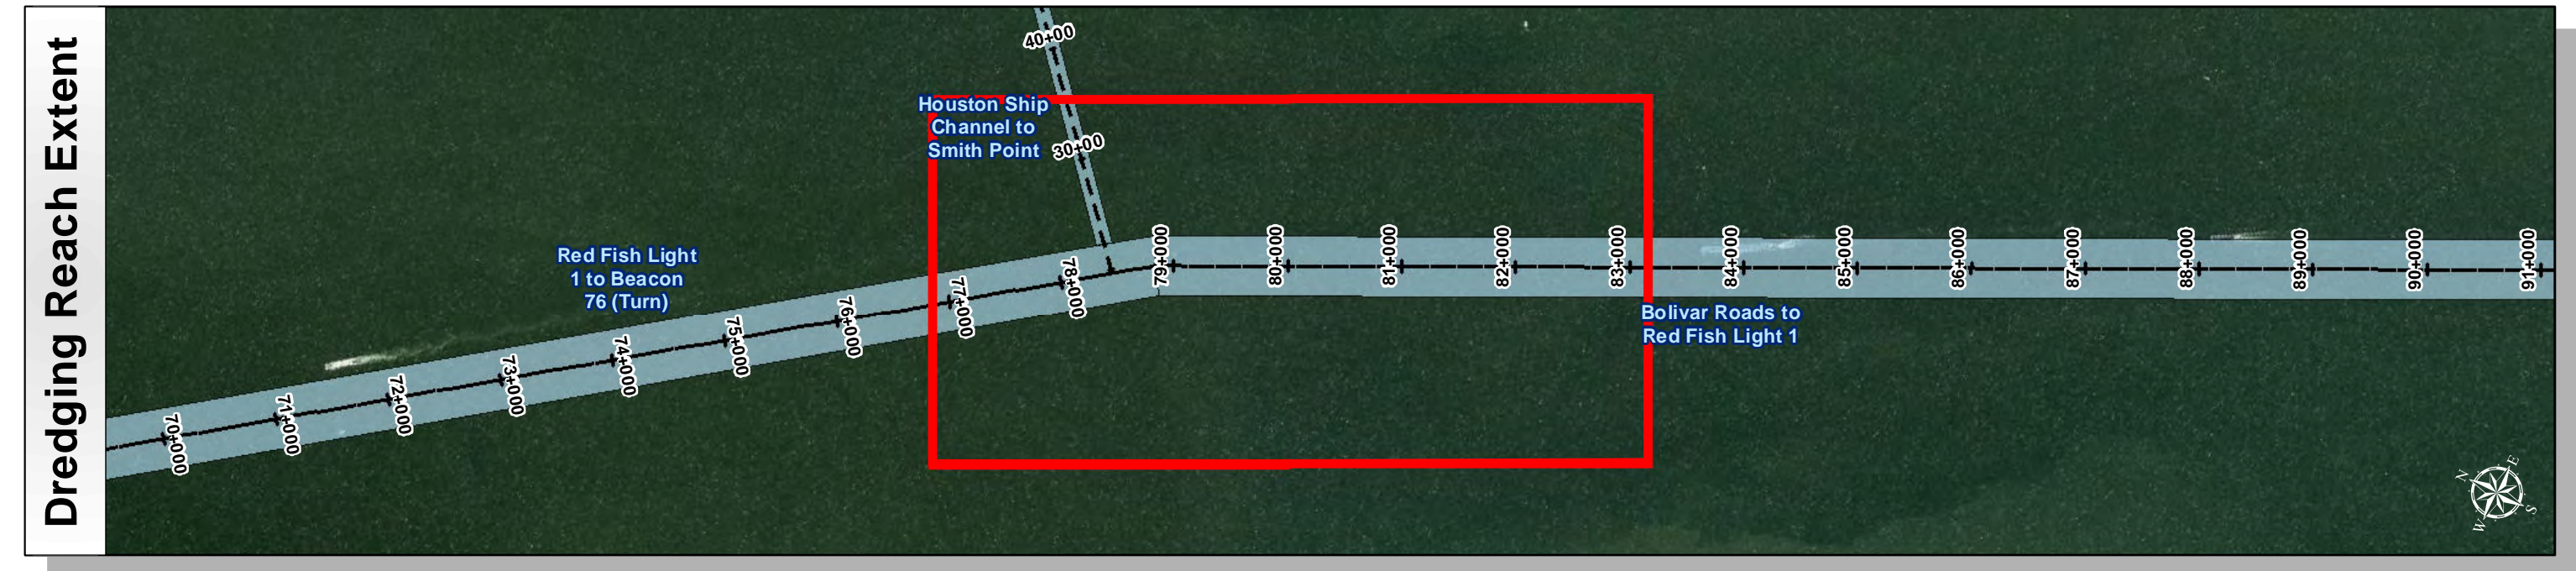 Dredging Reach Extent
40+00
Houston Ship
Channel to
Smith Point
30+00
Red Fish Light
1 to Beacon
76 (Turn)
70+000
71+000
72+000
73+000
74+000
75+000
76+000
77+000
78+000
79+000
80+000
81+000
82+000
83+000
84+000
85+000
86+000
87+000
88+000
89+000
90+000
91+000
Bolivar Roads to
Red Fish Light 1
N
E
W
S